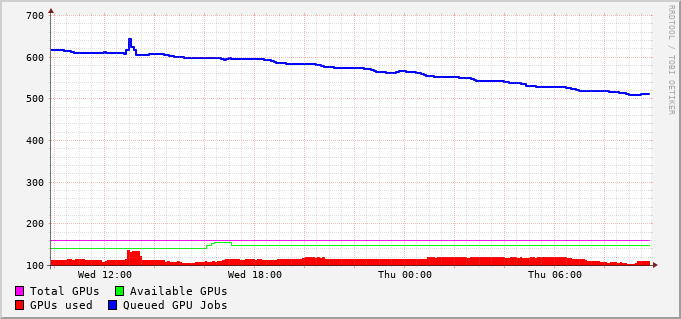 700
600
500
400
300
200
100
Wed 12:00 Wed 18:00 Thu 00:00 Thu 06:00
Total GPUs Available GPUs
GPUs used Queued GPU Jobs
RRDTOOL / TOBI OETIKER